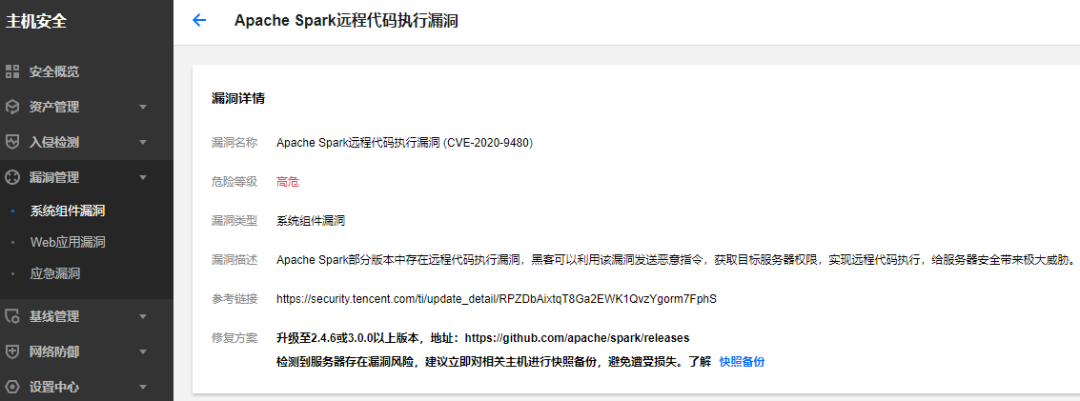 主机安全
Apache Spark远程代码执行漏洞
安全概览
资产管理
入侵检测
漏洞管理
系统组件漏洞
Web应用漏洞
应急漏洞
基线管理
网络防御
设置中心
漏洞详情
漏洞名称 Apache Spark远程代码执行漏洞 (CVE-2020-9480)
危险等级 高危
漏洞类型 系统组件漏洞
漏洞描述 Apache Spark部分版本中存在远程代码执行漏洞，黑客可以利用该漏洞发送恶意指令，获取目标服务器权限，实现远程代码执行，给服务器安全带来极大威胁。
参考链接 https://security.tencent.com/ti/update_detail/RPZDbAixtqT8Ga2EWK1QvzYgorm7FphS
修复方案 升级至2.4.6或3.0.0以上版本，地址：https://github.com/apache/spark/releases
检测到服务器存在漏洞风险，建议立即对相关主机进行快照备份，避免遭受损失。了解 快照备份